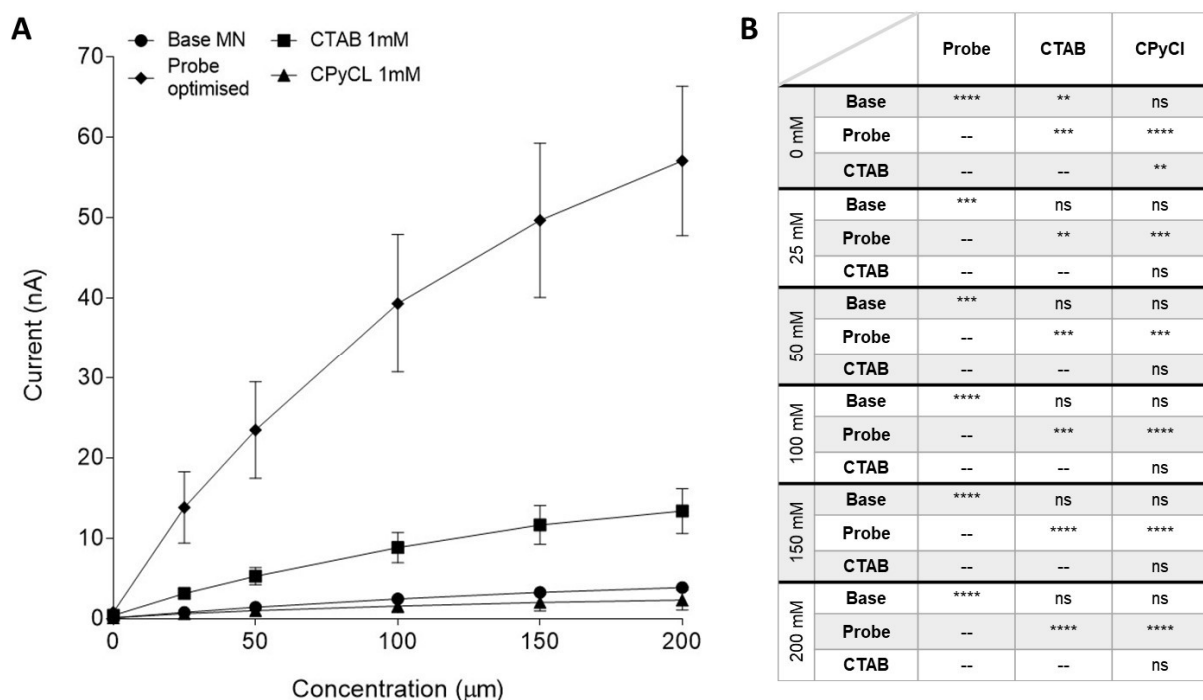 A
Base MN
CTAB 1mM
Probe
optimised
CPyCL 1mM
70
60
50
40
30
20
10
0
Current (nA)
0 50 100 150 200
Concentration (μm)
B
Probe CTAB CPyCl
0 mM
Base **** ** ns
Probe -- *** ****
CTAB -- -- **
25 mM
Base *** ns ns
Probe -- ** ***
CTAB -- -- ns
50 mM
Base *** ns ns
Probe -- *** ***
CTAB -- -- ns
100 mM
Base **** ns ns
Probe -- *** ****
CTAB -- -- ns
150 mM
Base **** ns ns
Probe -- **** ****
CTAB -- -- ns
200 mM
Base **** ns ns
Probe -- **** ****
CTAB -- -- ns